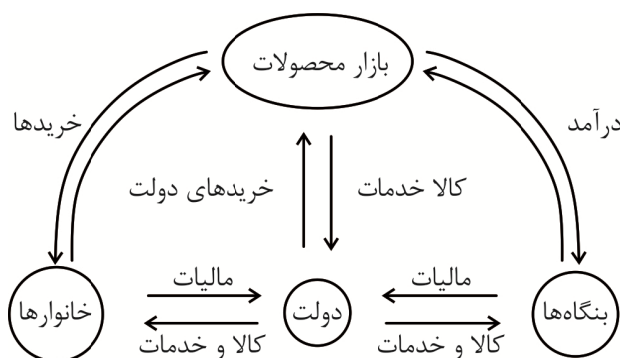 بازار محصولات
درآمد
خریدها
کالا خدمات
خریدهای دولت
مالیات
مالیات
بنگاه‌ها
دولت
خانوارها
کالا و خدمات
کالا و خدمات